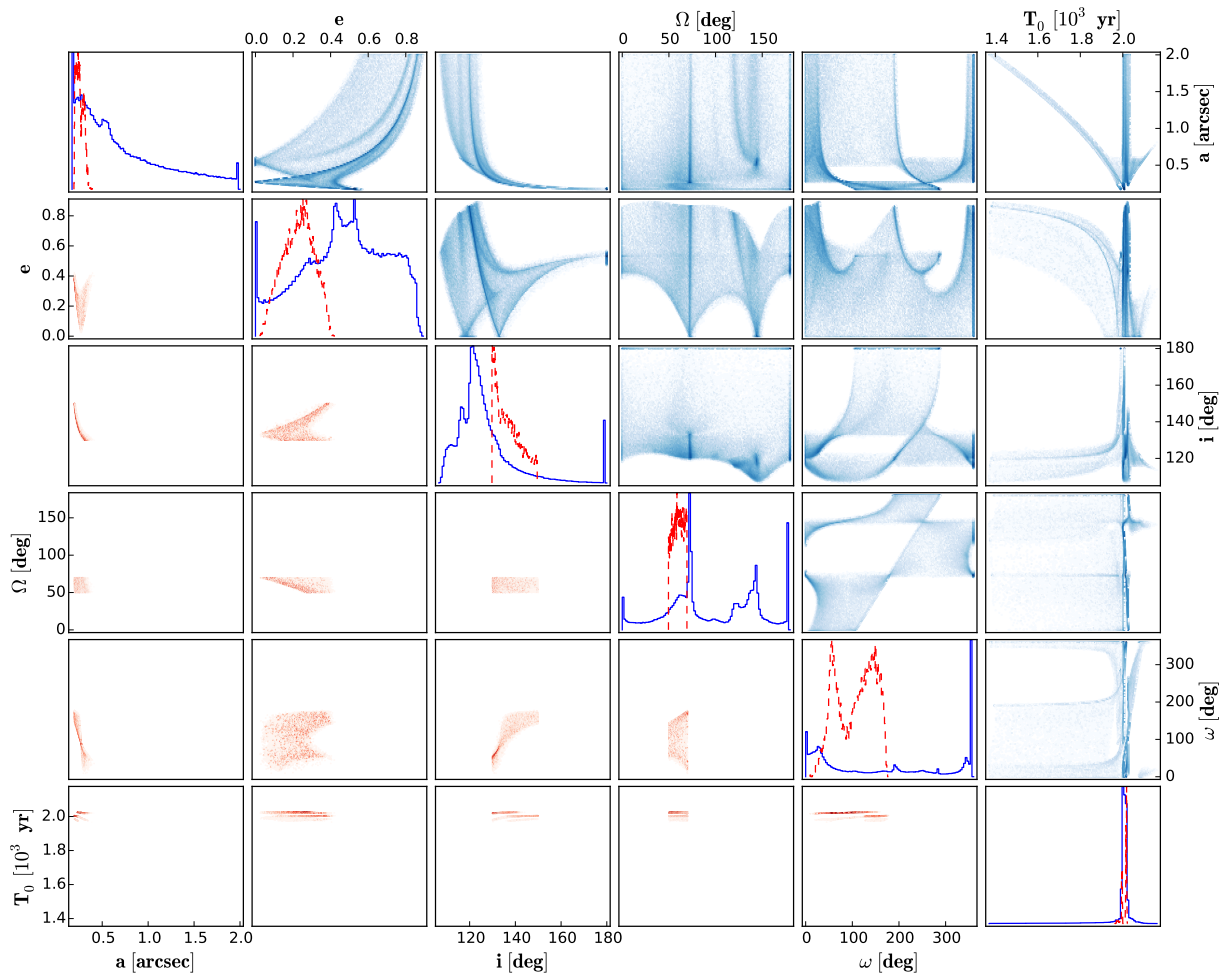 e
Ω [deg]
T₀ [10³ yr]
0.0 0.2 0.4 0.6 0.8
0 50 100 150
1.4 1.6 1.8 2.0
2.0
1.5
1.0
0.5
a [arcsec]
e
0.8
0.6
0.4
0.2
0.0
180
160
140
120
i [deg]
Ω [deg]
150
100
50
0
300
200
100
0
ω [deg]
T₀ [10³ yr]
2.0
1.8
1.6
1.4
0.5 1.0 1.5 2.0
120 140 160 180
0 100 200 300
a [arcsec]
i [deg]
ω [deg]